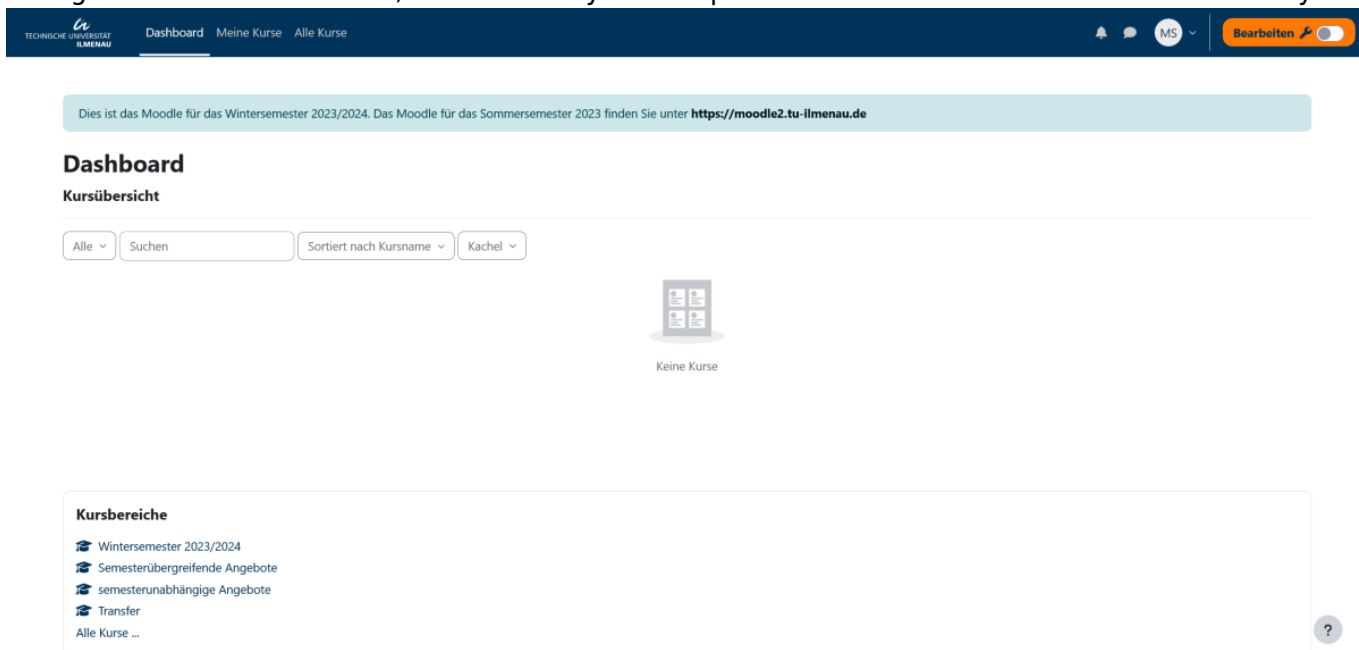 TECHNISCHE UNIVERSITÄT
ILMENAU
Dashboard Meine Kurse Alle Kurse
MS
Bearbeiten
Dies ist das Moodle für das Wintersemester 2023/2024. Das Moodle für das Sommersemester 2023 finden Sie unter https://moodle2.tu-ilmenau.de
Dashboard
Kursübersicht
Alle
Suchen
Sortiert nach Kursname
Kachel
Keine Kurse
Kursbereiche
Wintersemester 2023/2024
Semesterübergreifende Angebote
semesterunabhängige Angebote
Transfer
Alle Kurse ...
?